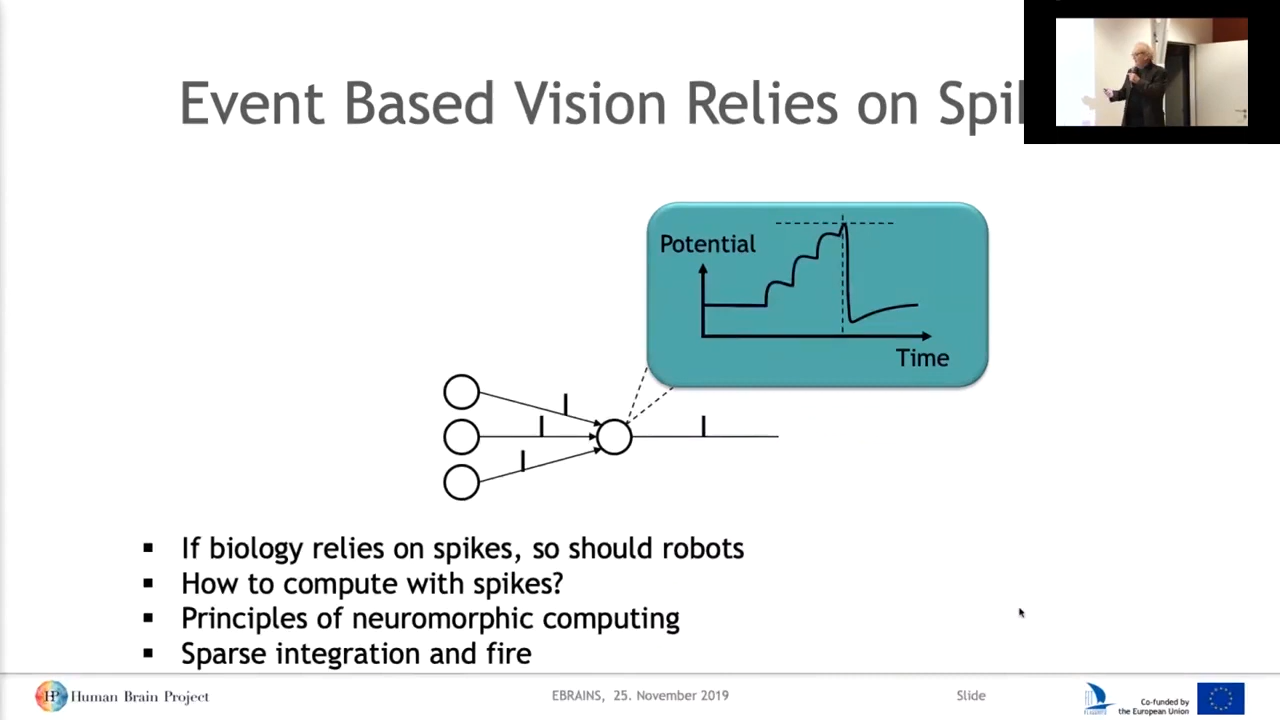 Event Based Vision Relies on
Potential
Time
▪ If biology relies on spikes, so should robots
▪ How to compute with spikes?
▪ Principles of neuromorphic computing
▪ Sparse integration and fire
HP Human Brain Project
EBRAINS, 25. November 2019
Slide
Co-funded by
the European Union